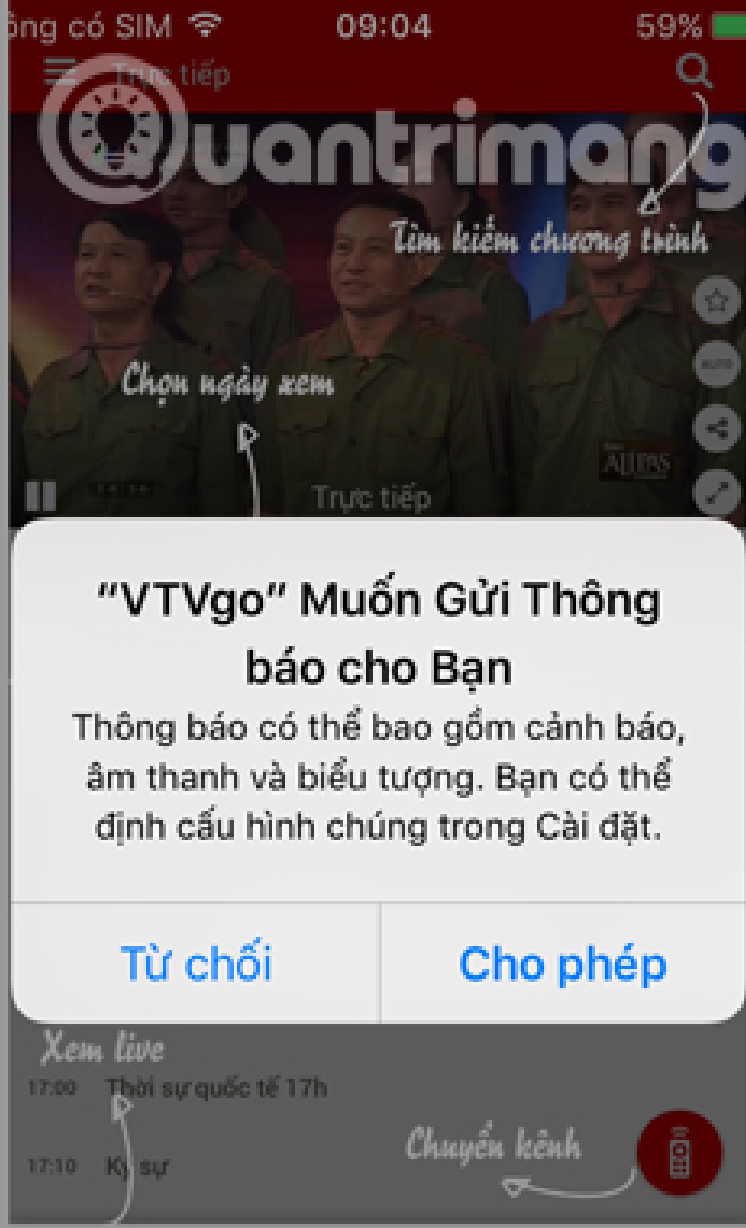 ông có SIM 09:04 59%
Trực tiếp
Quantrimang
Tìm kiếm chương trình
Chọn ngày xem
AUTO
ALIPAS
Trực tiếp
"VTVgo" Muốn Gửi Thông
báo cho Bạn
Thông báo có thể bao gồm cảnh báo,
âm thanh và biểu tượng. Bạn có thể
định cấu hình chúng trong Cài đặt.
Từ chối Cho phép
Xem live
17:00 Thời sự quốc tế 17h
Chuyển kênh
17:10 Ký sự